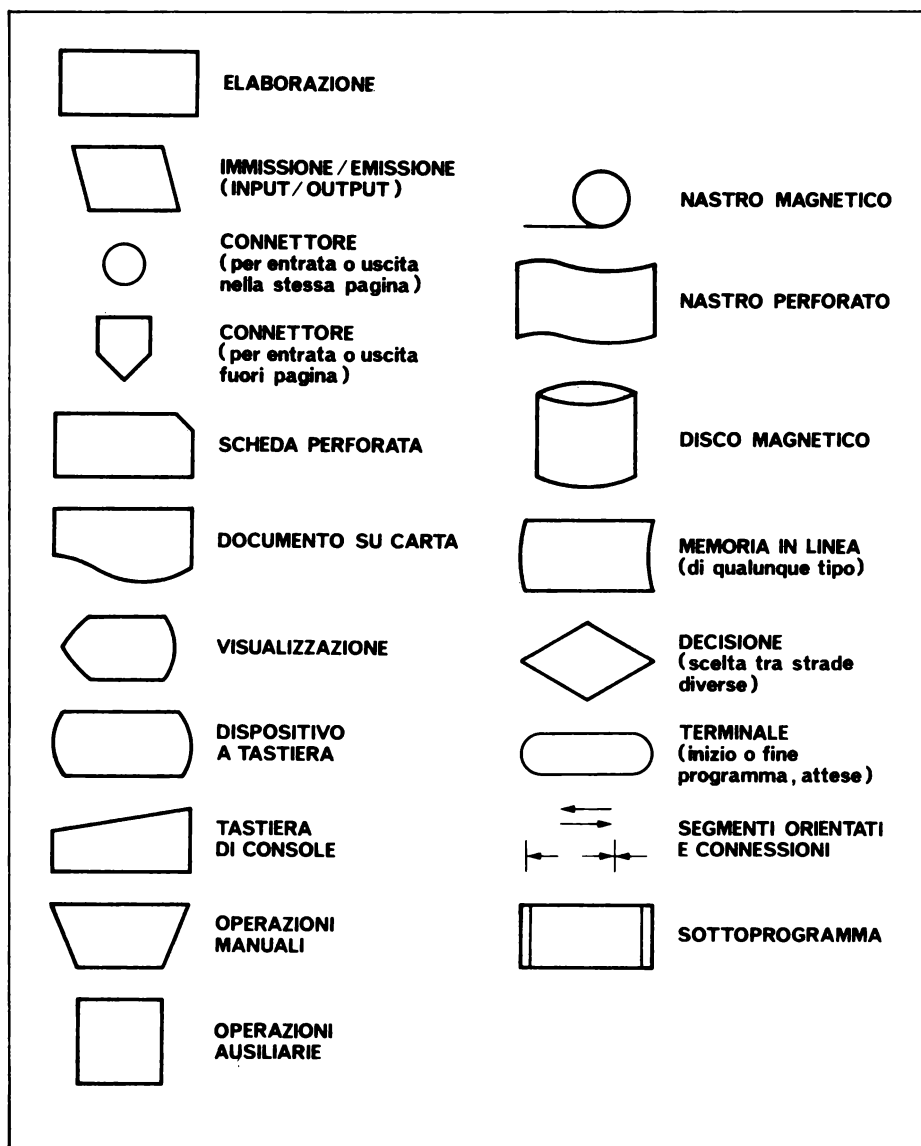 ELABORAZIONE
IMMISSIONE/EMISSIONE
(INPUT/OUTPUT)
CONNETTORE
(per entrata o uscita
nella stessa pagina)
CONNETTORE
(per entrata o uscita
fuori pagina)
SCHEDA PERFORATA
DOCUMENTO SU CARTA
VISUALIZZAZIONE
DISPOSITIVO
A TASTIERA
TASTIERA
DI CONSOLE
OPERAZIONI
MANUALI
OPERAZIONI
AUSILIARIE
NASTRO MAGNETICO
NASTRO PERFORATO
DISCO MAGNETICO
MEMORIA IN LINEA
(di qualunque tipo)
DECISIONE
(scelta tra strade
diverse)
TERMINALE
(inizio o fine
programma, attese)
SEGMENTI ORIENTATI
E CONNESSIONI
SOTTOPROGRAMMA